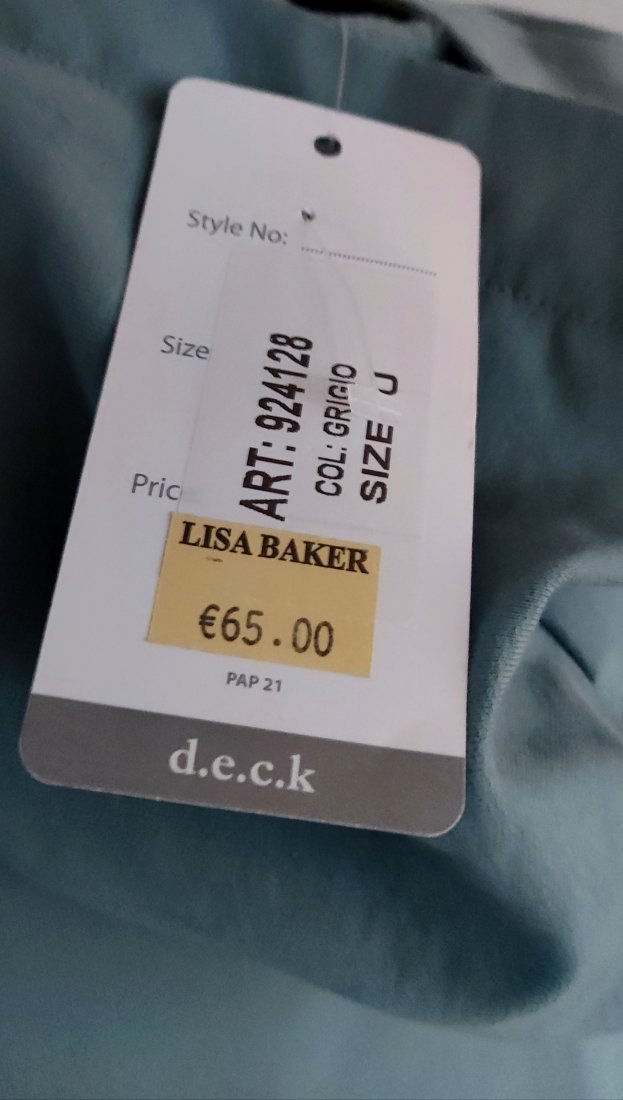 Style No:
Size
ART: 924128
COL: GRIGIO
SIZE U
Pric
LISA BAKER
€65.00
PAP 21
d.e.c.k